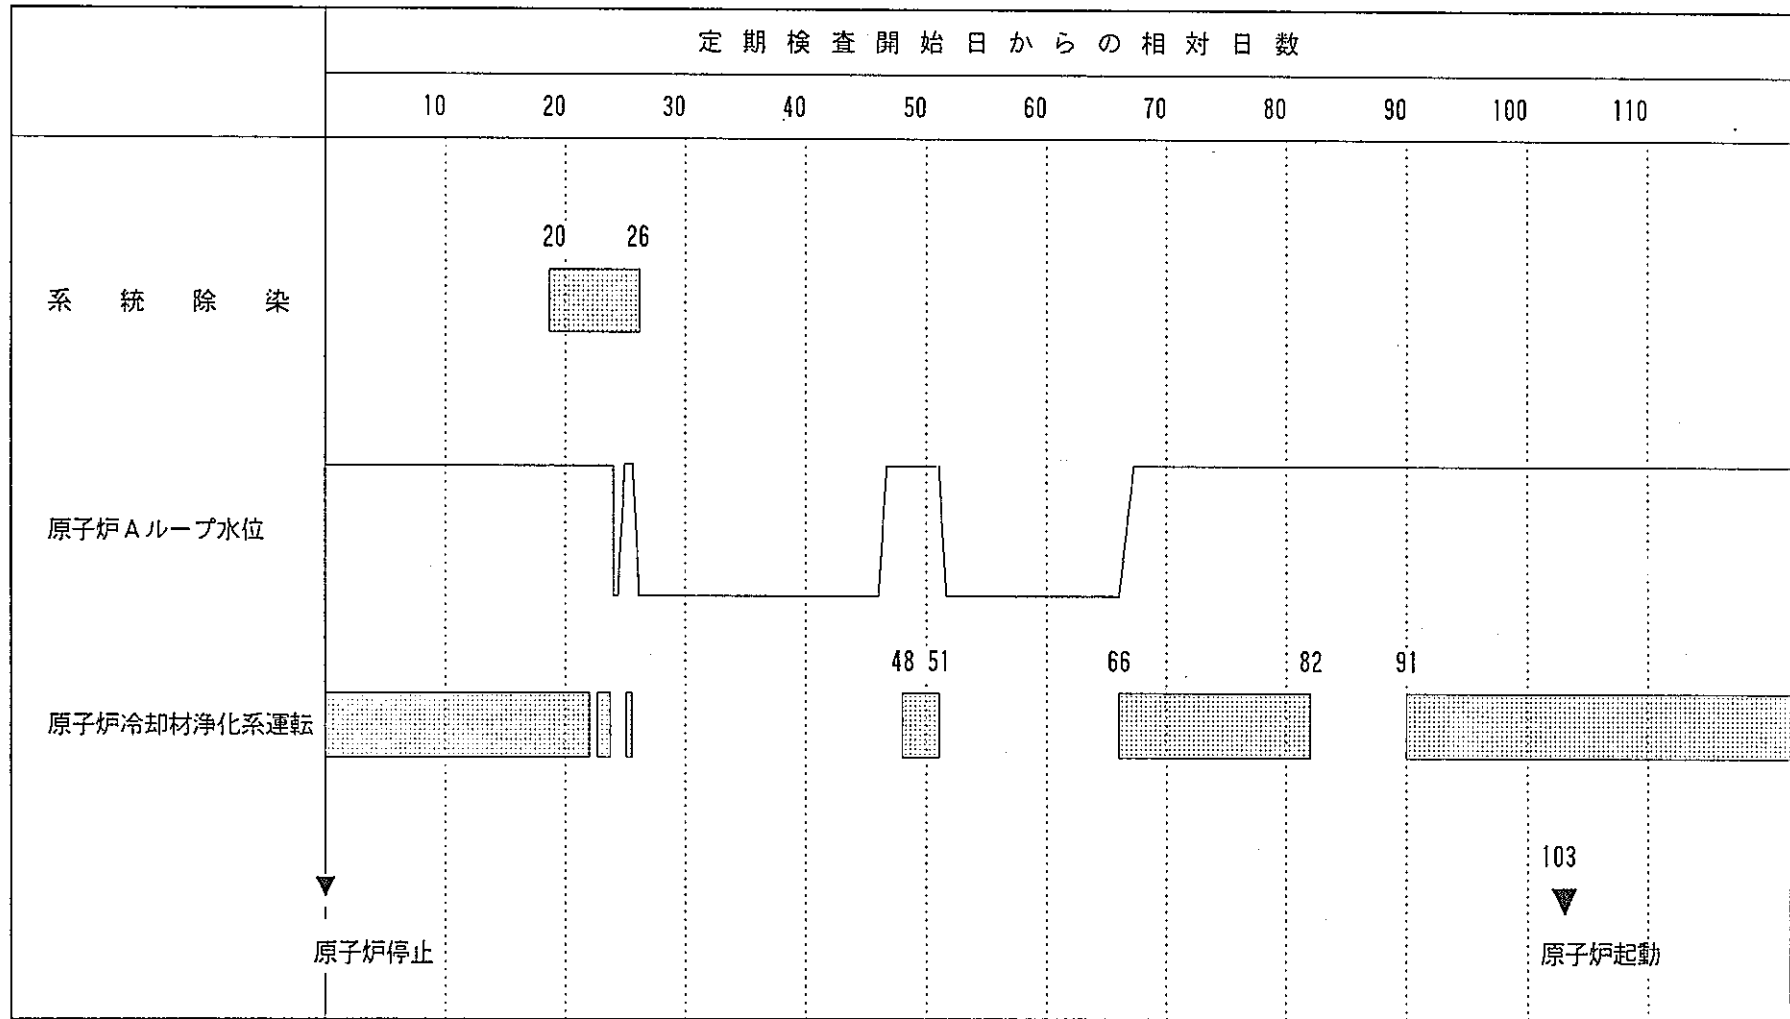 定期検査開始日からの相対日数
10 20 30 40 50 60 70 80 90 100 110
20 26
系統除染
原子炉Aループ水位
48 51 66 82 91
原子炉冷却材浄化系運転
103
原子炉停止
原子炉起動